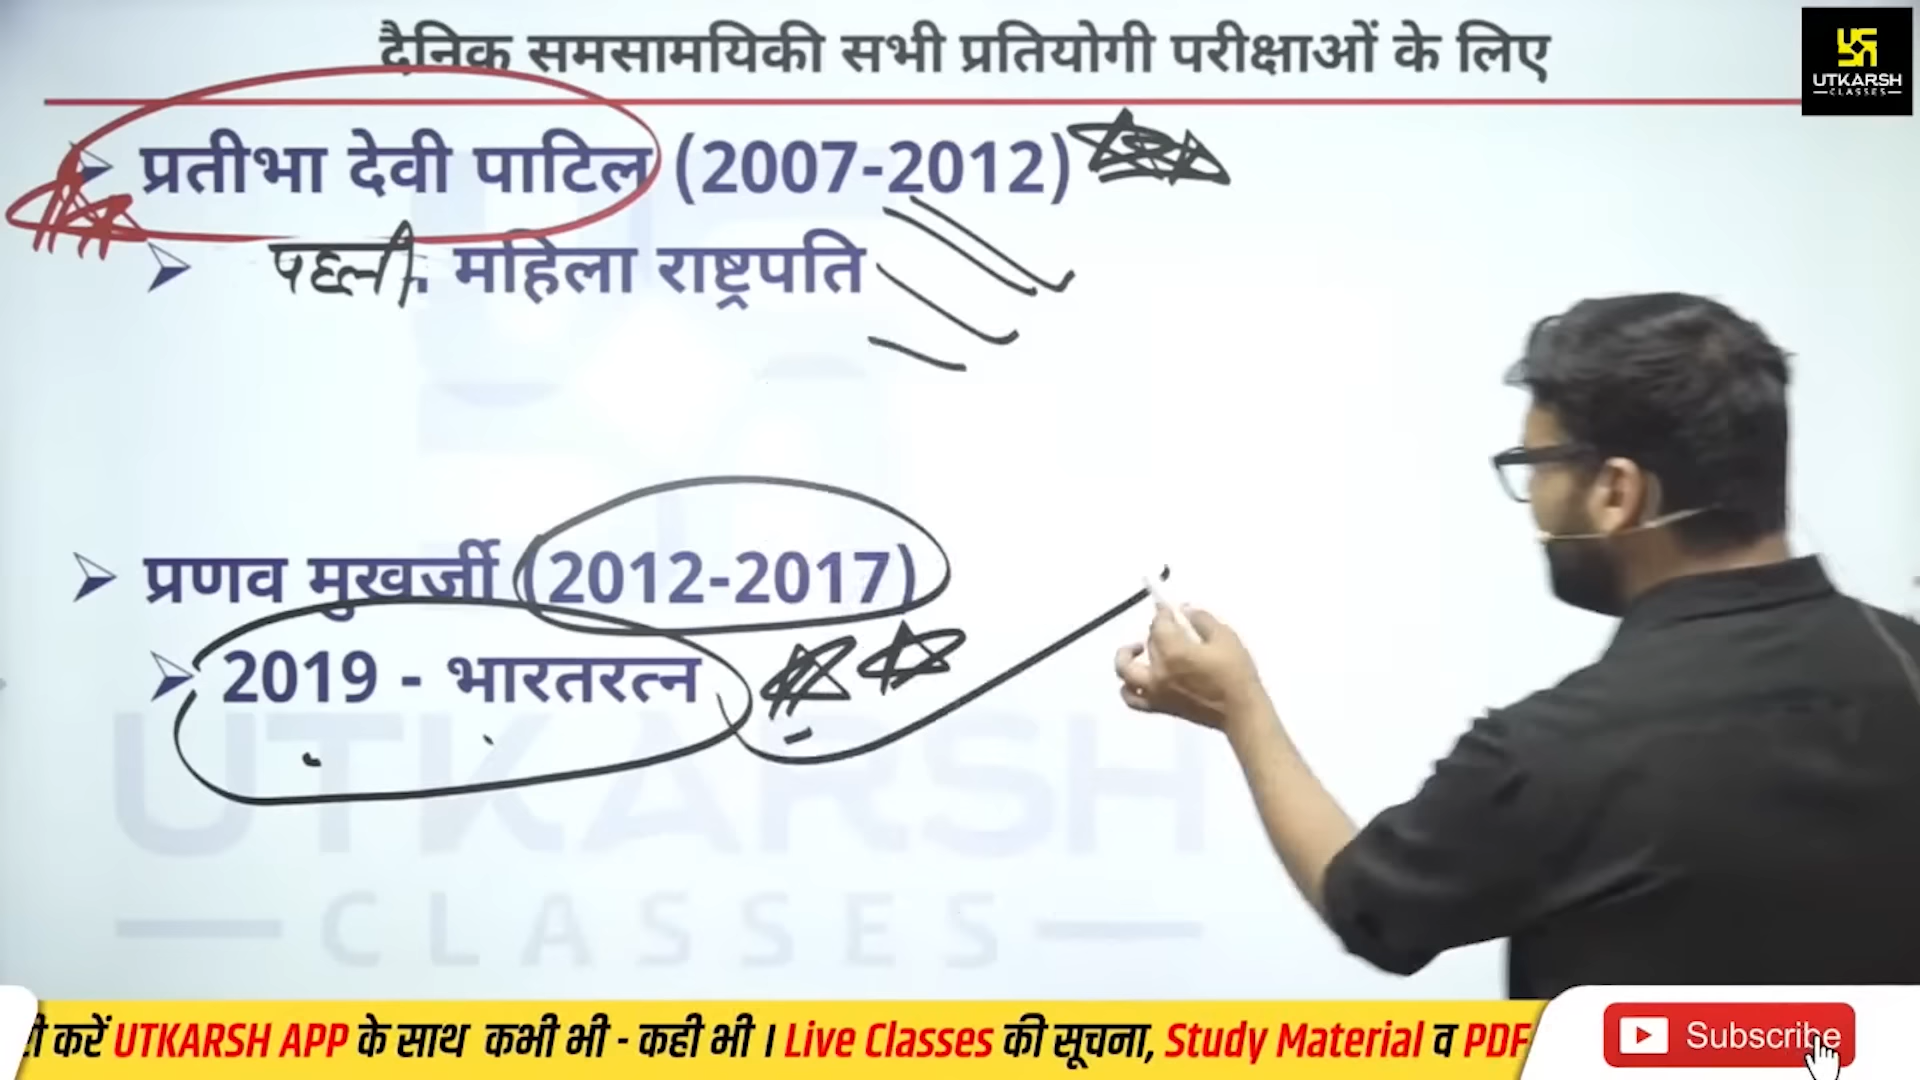 दैनिक समसामयिकी सभी प्रतियोगी परीक्षाओं के लिए
UTKARSH
CLASSES
प्रतीभा देवी पाटिल (2007-2012)
पहली. महिला राष्ट्रपति
प्रणव मुखर्जी (2012-2017)
2019 - भारतरत्न
UTKARSH
CLASSES
करें UTKARSH APP के साथ कभी भी - कही भी । Live Classes की सूचना, Study Material व PDF
Subscribe